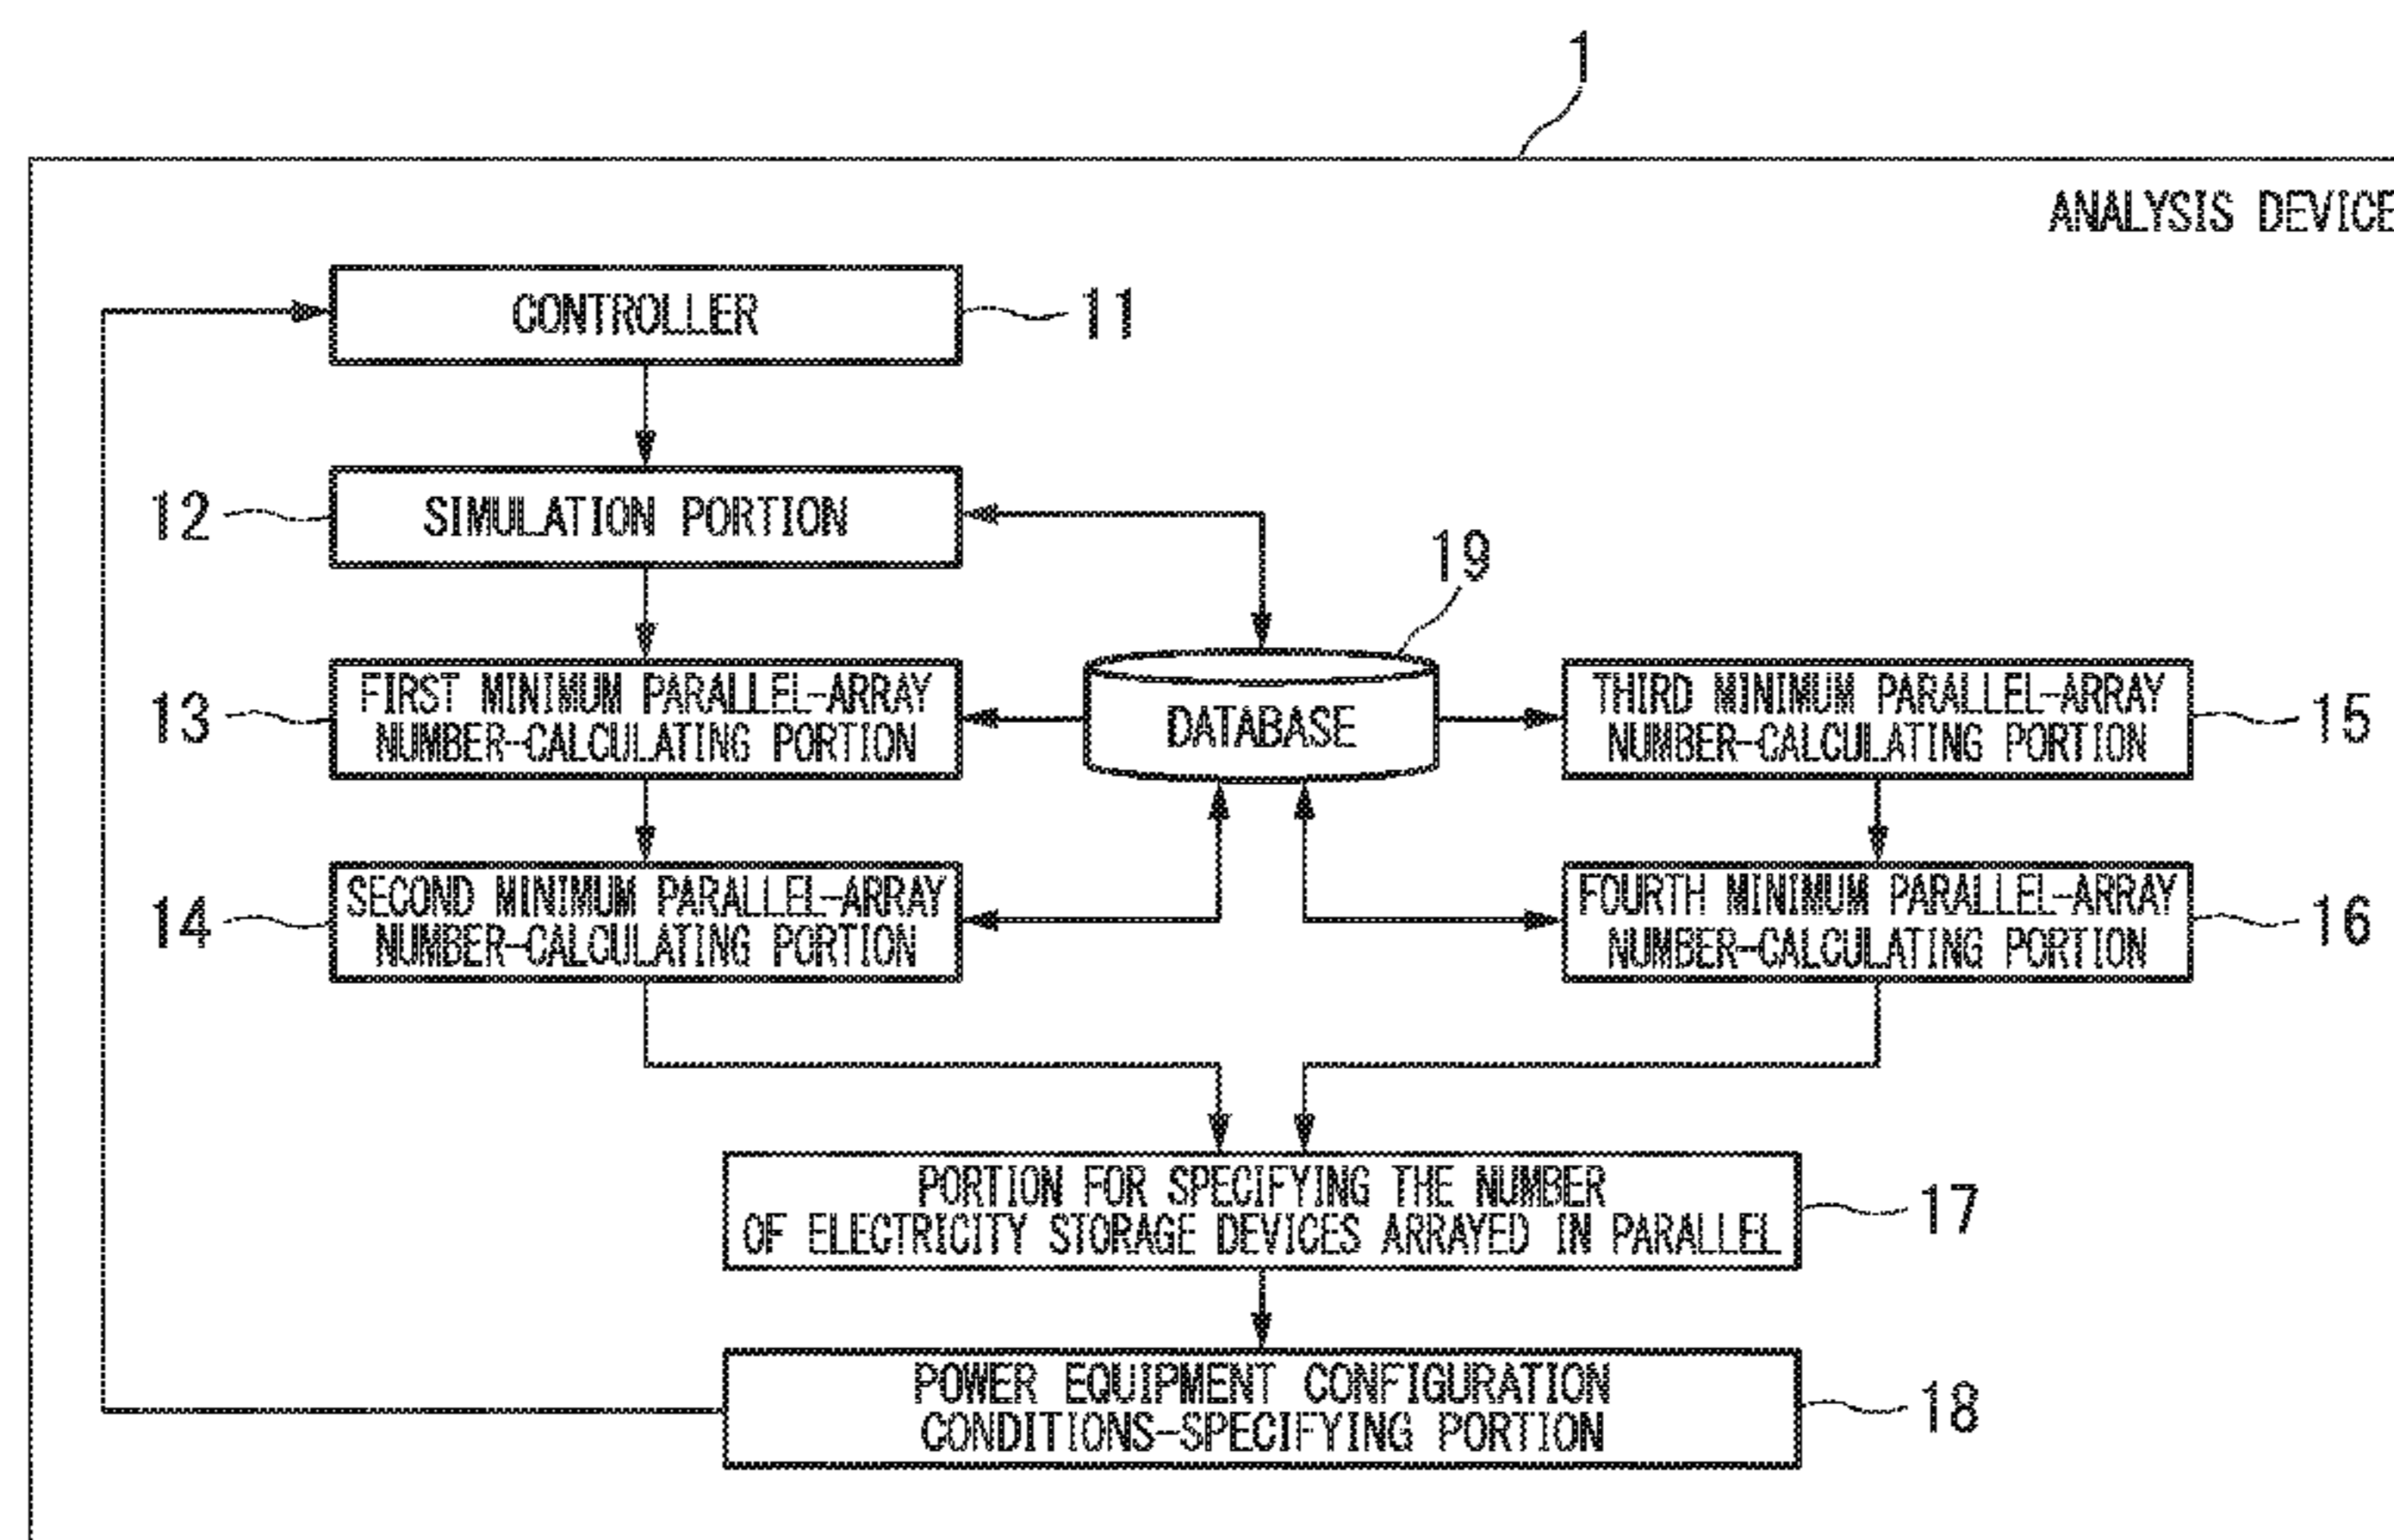 1
ANALYSIS DEVICE
CONTROLLER
11
12
SIMULATION PORTION
19
13
FIRST MINIMUM PARALLEL-ARRAY
NUMBER-CALCULATING PORTION
DATABASE
THIRD MINIMUM PARALLEL-ARRAY
NUMBER-CALCULATING PORTION
15
14
SECOND MINIMUM PARALLEL-ARRAY
NUMBER-CALCULATING PORTION
FOURTH MINIMUM PARALLEL-ARRAY
NUMBER-CALCULATING PORTION
16
PORTION FOR SPECIFYING THE NUMBER
OF ELECTRICITY STORAGE DEVICES ARRAYED IN PARALLEL
17
POWER EQUIPMENT CONFIGURATION
CONDITIONS-SPECIFYING PORTION
18